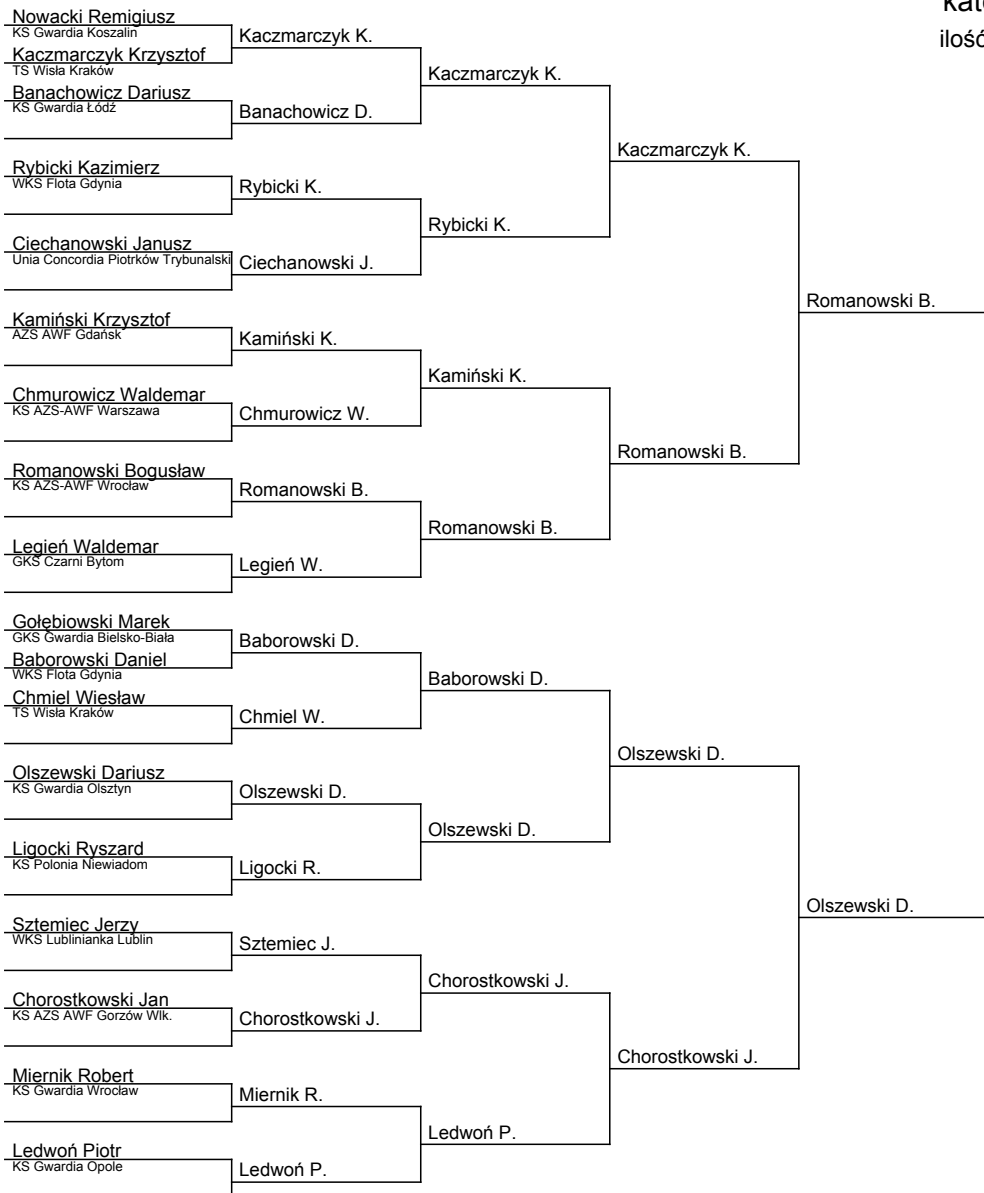 kat
ilość
Nowacki Remigiusz
KS Gwardia Koszalin
Kaczmarczyk Krzysztof
TS Wisła Kraków
Banachowicz Dariusz
KS Gwardia Łódź
Rybicki Kazimierz
WKS Flota Gdynia
Ciechanowski Janusz
Unia Concordia Piotrków Trybunalski
Kamiński Krzysztof
AZS AWF Gdańsk
Chmurowicz Waldemar
KS AZS-AWF Warszawa
Romanowski Bogusław
KS AZS-AWF Wrocław
Legień Waldemar
GKS Czarni Bytom
Gołębiowski Marek
GKS Gwardia Bielsko-Biała
Baborowski Daniel
WKS Flota Gdynia
Chmiel Wiesław
TS Wisła Kraków
Olszewski Dariusz
KS Gwardia Olsztyn
Ligocki Ryszard
KS Polonia Niewiadom
Sztemiec Jerzy
WKS Lublinianka Lublin
Chorostkowski Jan
KS AZS AWF Gorzów Wlk.
Miernik Robert
KS Gwardia Wrocław
Ledwoń Piotr
KS Gwardia Opole
Kaczmarczyk K.
Banachowicz D.
Rybicki K.
Ciechanowski J.
Kamiński K.
Chmurowicz W.
Romanowski B.
Legień W.
Baborowski D.
Chmiel W.
Olszewski D.
Ligocki R.
Sztemiec J.
Chorostkowski J.
Miernik R.
Ledwoń P.
Kaczmarczyk K.
Rybicki K.
Kamiński K.
Romanowski B.
Baborowski D.
Olszewski D.
Chorostkowski J.
Ledwoń P.
Kaczmarczyk K.
Romanowski B.
Olszewski D.
Chorostkowski J.
Romanowski B.
Olszewski D.